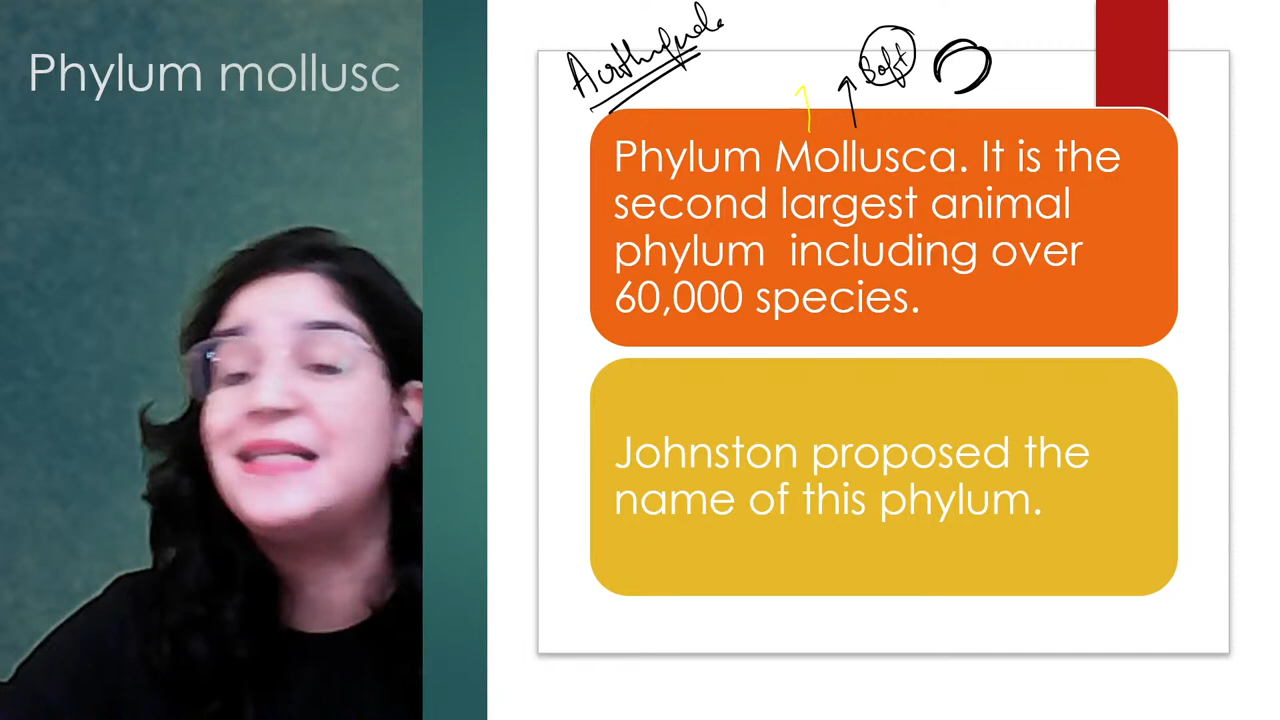 Phylum mollusc
Soft
Phylum Mollusca. It is the
second largest animal
phylum including over
60,000 species.
Johnston proposed the
name of this phylum.